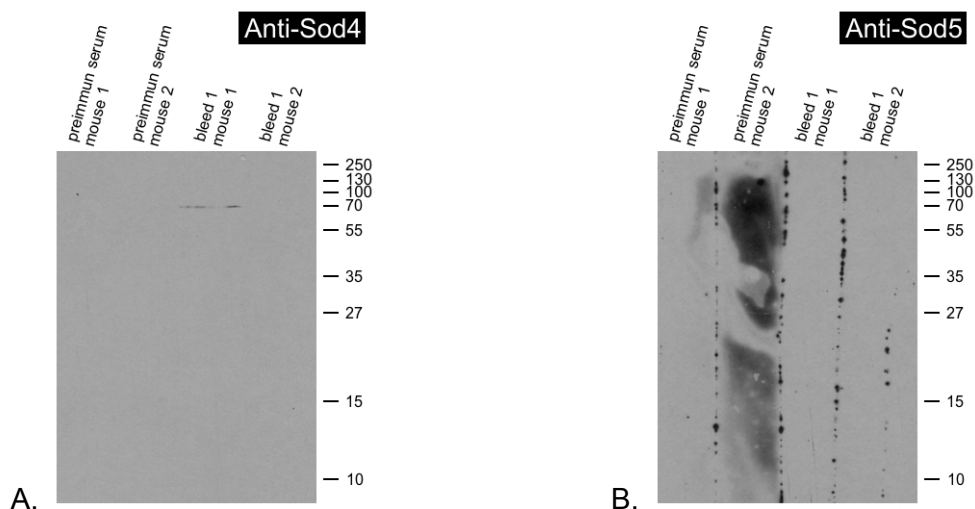 Anti-Sod4
preimmun serum
mouse 1
preimmun serum
mouse 2
bleed 1
mouse 1
bleed 1
mouse 2
250
130
100
70
55
35
27
15
10
A.
Anti-Sod5
preimmun serum
mouse 1
preimmun serum
mouse 2
bleed 1
mouse 1
bleed 1
mouse 2
250
130
100
70
55
35
27
15
10
B.